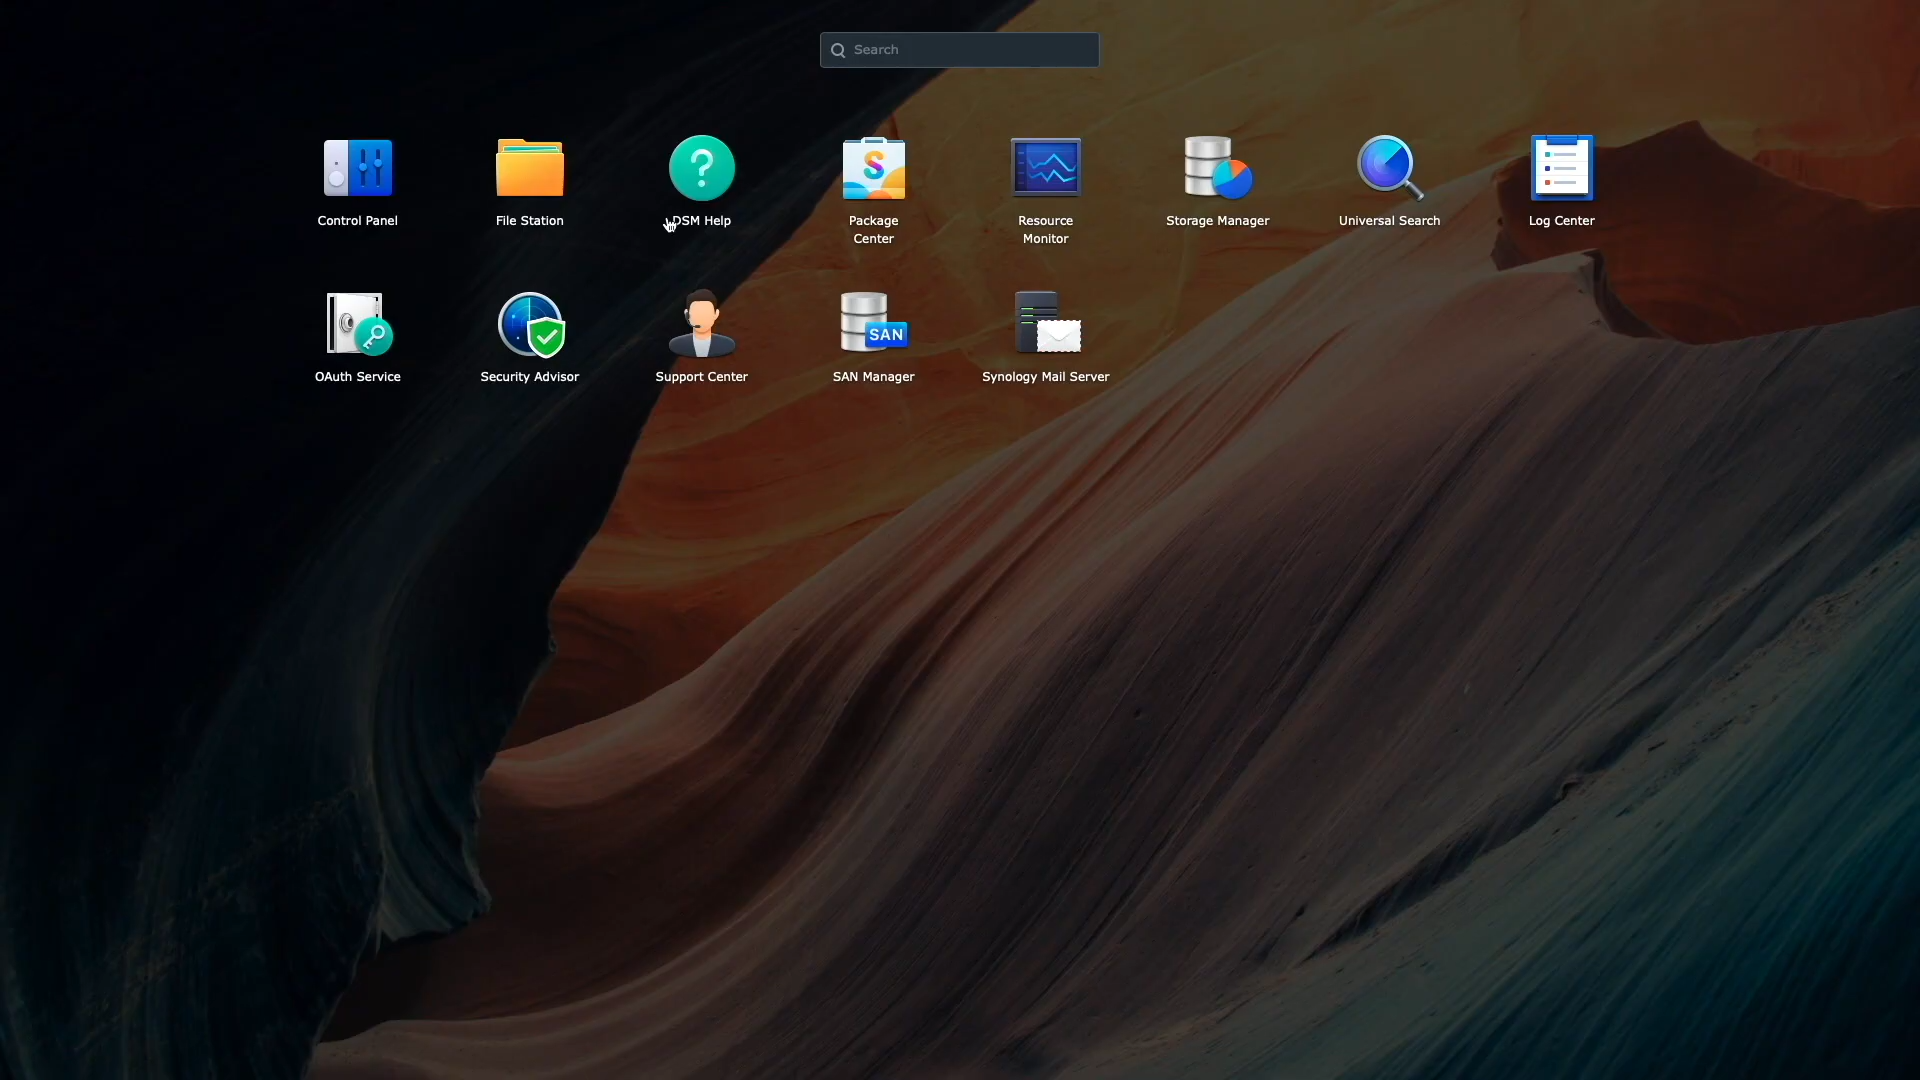 Search
Control Panel
File Station
DSM Help
Package
Center
Resource
Monitor
Storage Manager
Universal Search
Log Center
OAuth Service
Security Advisor
Support Center
SAN
SAN Manager
Synology Mail Server